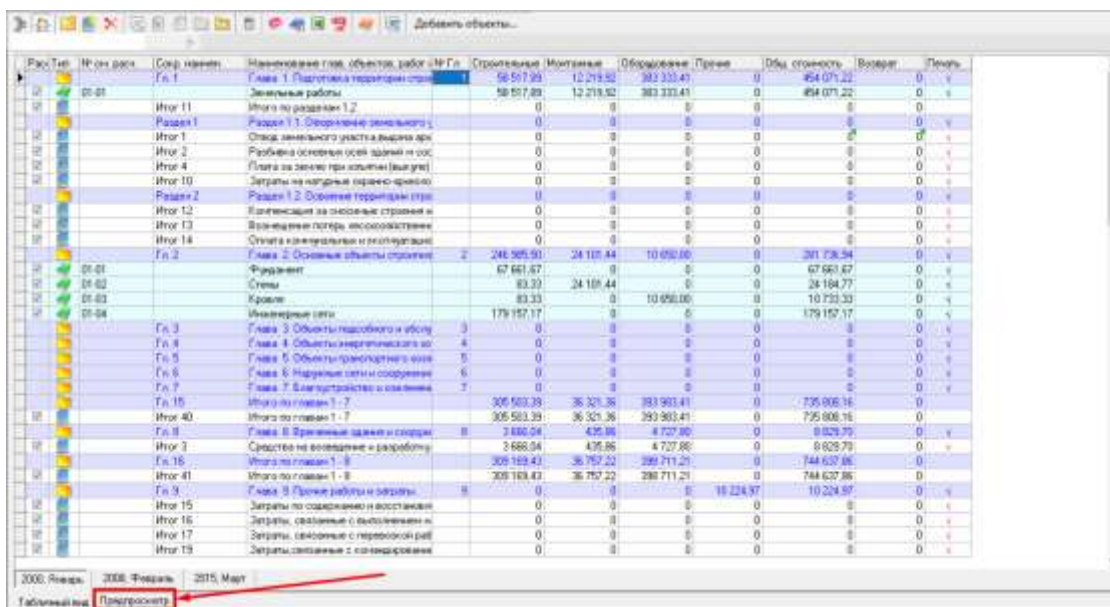 Добавить объекты...
Расч Тип № см. расч. Сокр. наимен. Наименование глав, объектов, работ и № Гл Строительные Монтажные Оборудование Прочие Общ. стоимость Возврат Печать
Гл. 1 Глава 1. Подготовка территории строи 1 58 517,89 12 219,92 383 333,41 0 454 071,22 0
01-01 Земельные работы 58 517,89 12 219,92 383 333,41 0 454 071,22 0
Итог 11 Итого по разделам 1.2 0 0 0 0 0 0
Раздел 1 Раздел 1.1. Оформление земельного у 0 0 0 0 0 0
Итог 1 Отвод земельного участка, выдача арх 0 0 0 0 0 0
Итог 2 Разбивка основных осей зданий и соо 0 0 0 0 0 0
Итог 4 Плата за землю при изъятии (выкупе) 0 0 0 0 0 0
Итог 10 Затраты на натурные охранно-археоло 0 0 0 0 0 0
Раздел 2 Раздел 1.2. Освоение территории стро 0 0 0 0 0 0
Итог 12 Компенсация за сносимые строения и 0 0 0 0 0 0
Итог 13 Возмещение потерь 0 0 0 0 0 0
Итог 14 Оплата коммунальных и эксплуатацио 0 0 0 0 0 0
Гл. 2 Глава 2. Основные объекты строител 2 246 985,50 24 101,44 10 650,00 0 281 736,94 0
01-01 Фундамент 67 661,67 0 0 0 67 661,67 0
01-02 Стены 83,33 24 101,44 0 0 24 184,77 0
01-03 Кровля 83,33 0 10 650,00 0 10 733,33 0
01-04 Инженерные сети 179 157,17 0 0 0 179 157,17 0
Гл. 3 Глава 3. Объекты подсобного и обслу 3 0 0 0 0 0 0
Гл. 4 Глава 4. Объекты энергетического хо 4 0 0 0 0 0 0
Гл. 5 Глава 5. Объекты транспортного хозя 5 0 0 0 0 0 0
Гл. 6 Глава 6. Наружные сети и сооружения 6 0 0 0 0 0 0
Гл. 7 Глава 7. Благоустройство и озеленени 7 0 0 0 0 0 0
Гл. 15 Итого по главам 1 - 7 305 503,39 36 321,36 393 983,41 0 735 808,16 0
Итог 40 Итого по главам 1 - 7 305 503,39 36 321,36 393 983,41 0 735 808,16 0
Гл. 8 Глава 8. Временные здания и сооруж 8 3 666,04 435,86 4 727,80 0 8 829,70 0
Итог 3 Средства на возведение и разработку 3 666,04 435,86 4 727,80 0 8 829,70 0
Гл. 16 Итого по главам 1 - 8 309 169,43 36 757,22 398 711,21 0 744 637,86 0
Итог 41 Итого по главам 1 - 8 309 169,43 36 757,22 398 711,21 0 744 637,86 0
Гл. 9 Глава 9. Прочие работы и затраты 9 0 0 0 10 224,97 10 224,97 0
Итог 15 Затраты по содержанию и восстановл 0 0 0 0 0 0
Итог 16 Затраты, связанные с выполнением н 0 0 0 0 0 0
Итог 17 Затраты, связанные с перевозкой раб 0 0 0 0 0 0
Итог 19 Затраты, связанные с командирование 0 0 0 0 0 0
2000, Январь 2008, Февраль 2015, Март
Табличный вид Предпросмотр